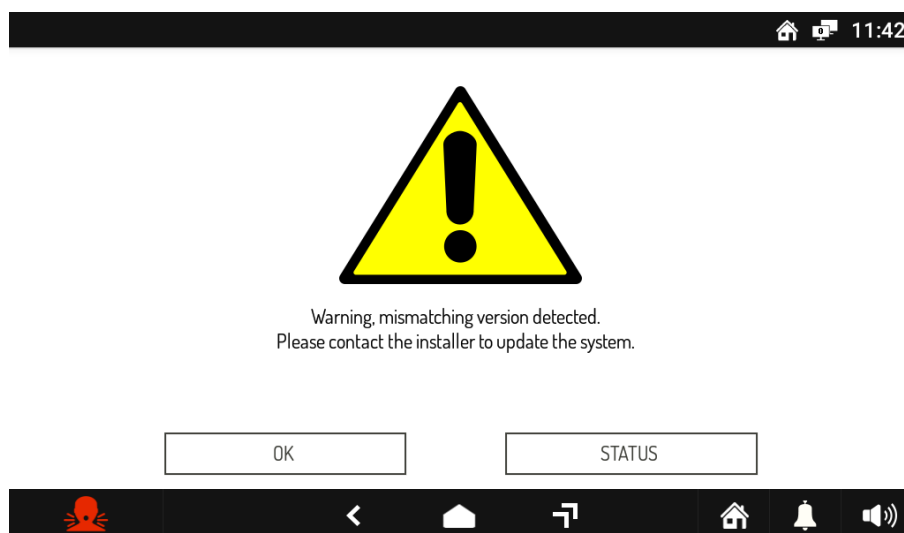 11:42
Warning, mismatching version detected.
Please contact the installer to update the system.
OK
STATUS